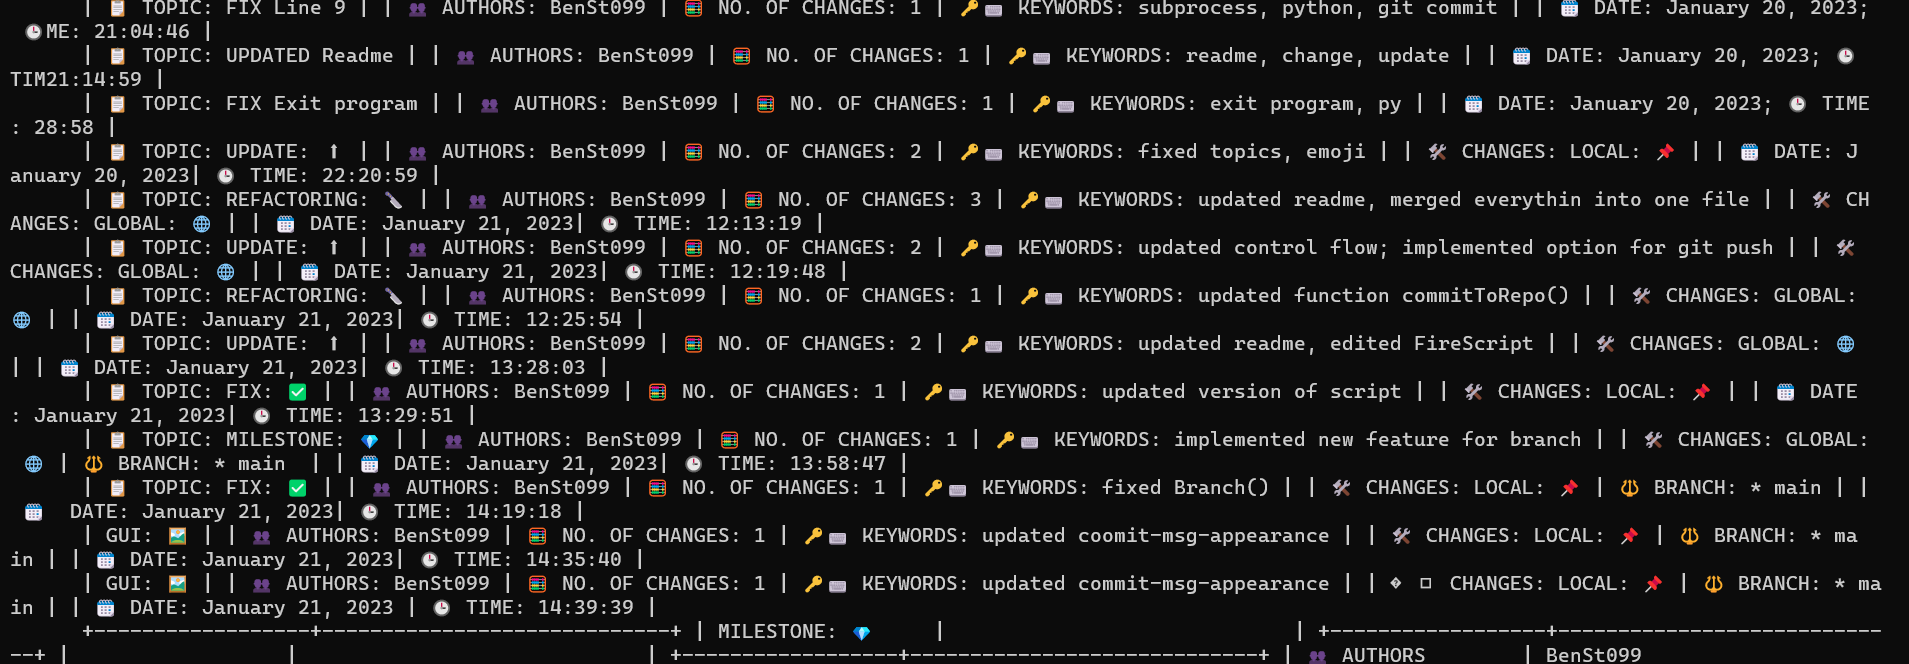 | 📋 TOPIC: FIX Line 9 | | 👥 AUTHORS: BenSt099 | 🧮 NO. OF CHANGES: 1 | 🔑⌨ KEYWORDS: subprocess, python, git commit | | 📅 DATE: January 20, 2023;
🕒ME: 21:04:46 |
| 📋 TOPIC: UPDATED Readme | | 👥 AUTHORS: BenSt099 | 🧮 NO. OF CHANGES: 1 | 🔑⌨ KEYWORDS: readme, change, update | | 📅 DATE: January 20, 2023; 🕒
TIM21:14:59 |
| 📋 TOPIC: FIX Exit program | | 👥 AUTHORS: BenSt099 | 🧮 NO. OF CHANGES: 1 | 🔑⌨ KEYWORDS: exit program, py | | 📅 DATE: January 20, 2023; 🕒 TIME
: 28:58 |
| 📋 TOPIC: UPDATE: ⬆ | | 👥 AUTHORS: BenSt099 | 🧮 NO. OF CHANGES: 2 | 🔑⌨ KEYWORDS: fixed topics, emoji | | 🛠 CHANGES: LOCAL: 📌 | | 📅 DATE: J
anuary 20, 2023| 🕒 TIME: 22:20:59 |
| 📋 TOPIC: REFACTORING: 🔪 | | 👥 AUTHORS: BenSt099 | 🧮 NO. OF CHANGES: 3 | 🔑⌨ KEYWORDS: updated readme, merged everythin into one file | | 🛠 CH
ANGES: GLOBAL: 🌐 | | 📅 DATE: January 21, 2023| 🕒 TIME: 12:13:19 |
| 📋 TOPIC: UPDATE: ⬆ | | 👥 AUTHORS: BenSt099 | 🧮 NO. OF CHANGES: 2 | 🔑⌨ KEYWORDS: updated control flow; implemented option for git push | | 🛠
CHANGES: GLOBAL: 🌐 | | 📅 DATE: January 21, 2023| 🕒 TIME: 12:19:48 |
| 📋 TOPIC: REFACTORING: 🔪 | | 👥 AUTHORS: BenSt099 | 🧮 NO. OF CHANGES: 1 | 🔑⌨ KEYWORDS: updated function commitToRepo() | | 🛠 CHANGES: GLOBAL:
🌐 | | 📅 DATE: January 21, 2023| 🕒 TIME: 12:25:54 |
| 📋 TOPIC: UPDATE: ⬆ | | 👥 AUTHORS: BenSt099 | 🧮 NO. OF CHANGES: 2 | 🔑⌨ KEYWORDS: updated readme, edited FireScript | | 🛠 CHANGES: GLOBAL: 🌐
| | 📅 DATE: January 21, 2023| 🕒 TIME: 13:28:03 |
| 📋 TOPIC: FIX: ✅ | | 👥 AUTHORS: BenSt099 | 🧮 NO. OF CHANGES: 1 | 🔑⌨ KEYWORDS: updated version of script | | 🛠 CHANGES: LOCAL: 📌 | | 📅 DATE
: January 21, 2023| 🕒 TIME: 13:29:51 |
| 📋 TOPIC: MILESTONE: 💎 | | 👥 AUTHORS: BenSt099 | 🧮 NO. OF CHANGES: 1 | 🔑⌨ KEYWORDS: implemented new feature for branch | | 🛠 CHANGES: GLOBAL:
🌐 | 🔱 BRANCH: * main  | | 📅 DATE: January 21, 2023| 🕒 TIME: 13:58:47 |
| 📋 TOPIC: FIX: ✅ | | 👥 AUTHORS: BenSt099 | 🧮 NO. OF CHANGES: 1 | 🔑⌨ KEYWORDS: fixed Branch() | | 🛠 CHANGES: LOCAL: 📌 | 🔱 BRANCH: * main | |
📅 DATE: January 21, 2023| 🕒 TIME: 14:19:18 |
| GUI: 🖼 | | 👥 AUTHORS: BenSt099 | 🧮 NO. OF CHANGES: 1 | 🔑⌨ KEYWORDS: updated coomit-msg-appearance | | 🛠 CHANGES: LOCAL: 📌 | 🔱 BRANCH: * ma
in | | 📅 DATE: January 21, 2023| 🕒 TIME: 14:35:40 |
| GUI: 🖼 | | 👥 AUTHORS: BenSt099 | 🧮 NO. OF CHANGES: 1 | 🔑⌨ KEYWORDS: updated commit-msg-appearance | | � □ CHANGES: LOCAL: 📌 | 🔱 BRANCH: * ma
in | | 📅 DATE: January 21, 2023 | 🕒 TIME: 14:39:39 |
+------------------+-----------------------------+ | MILESTONE: 💎 | | +------------------+---------------------------
--+ | | | +------------------+-----------------------------+ | 👥 AUTHORS | BenSt099